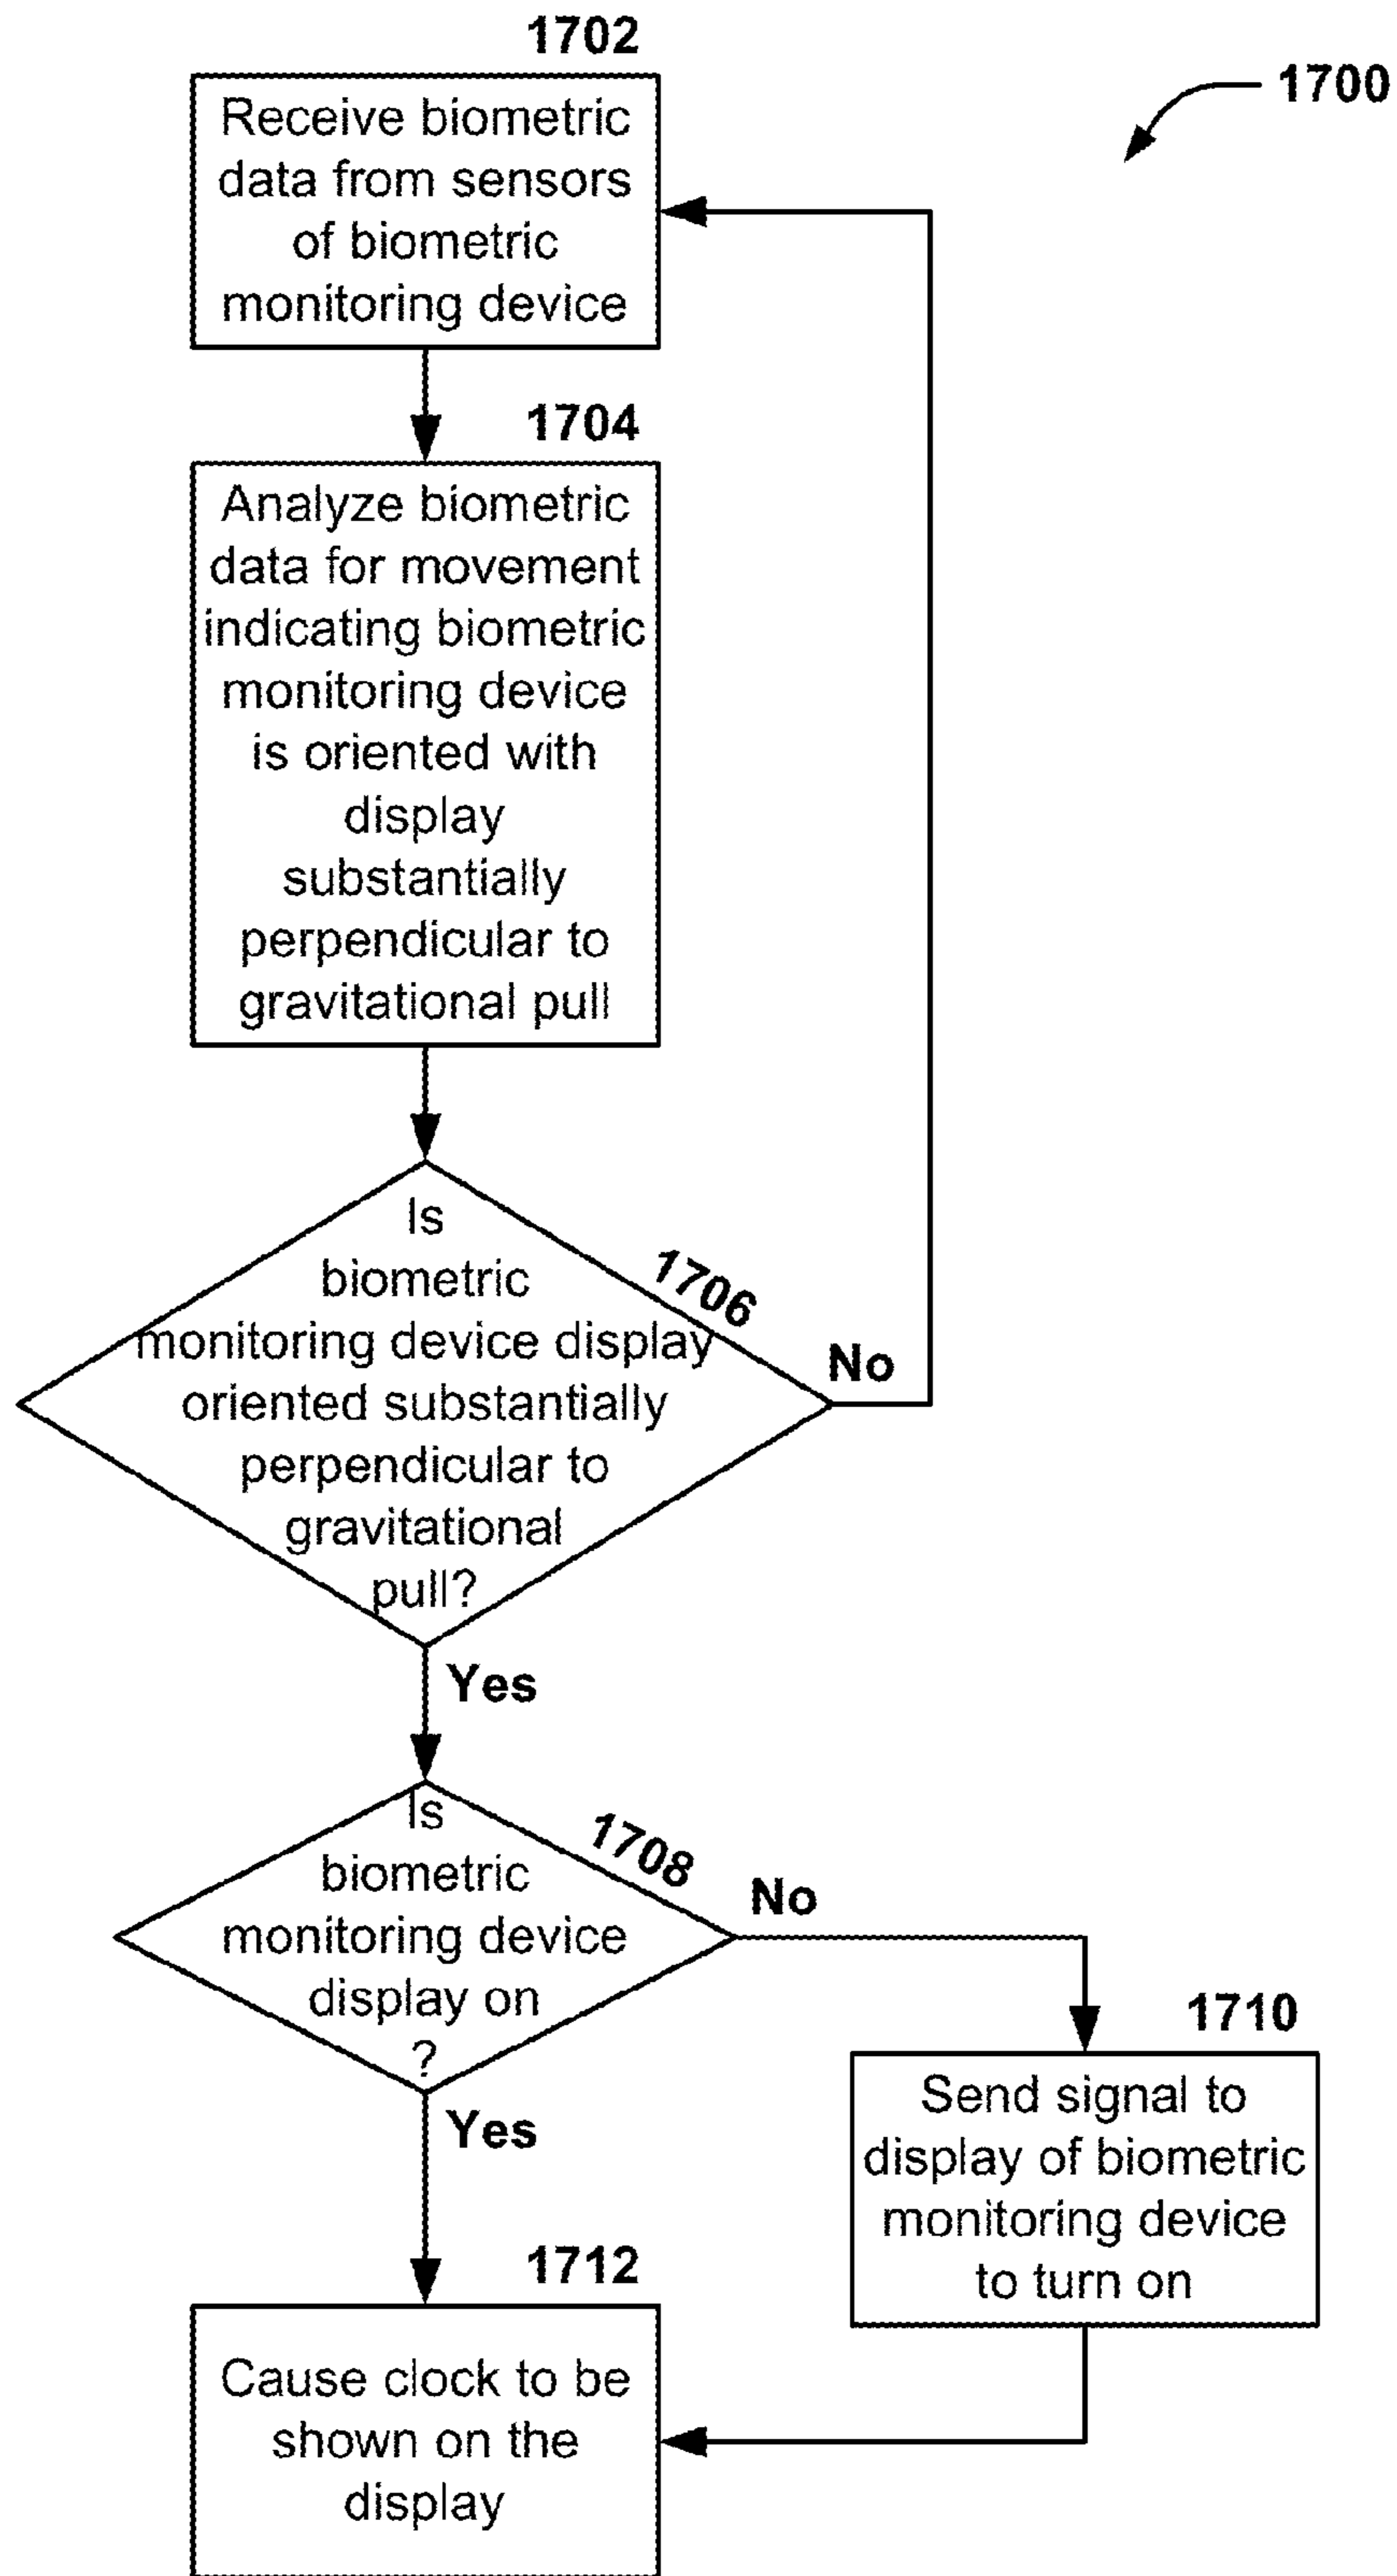 1702
1700
Receive biometric
data from sensors
of biometric
monitoring device
1704
Analyze biometric
data for movement
indicating biometric
monitoring device
is oriented with
display
substantially
perpendicular to
gravitational pull
Is
biometric
monitoring device display
oriented substantially
perpendicular to
gravitational
pull?
1706
No
Yes
Is
biometric
monitoring device
display on
?
1708
No
Yes
1710
Send signal to
display of biometric
monitoring device
to turn on
1712
Cause clock to be
shown on the
display